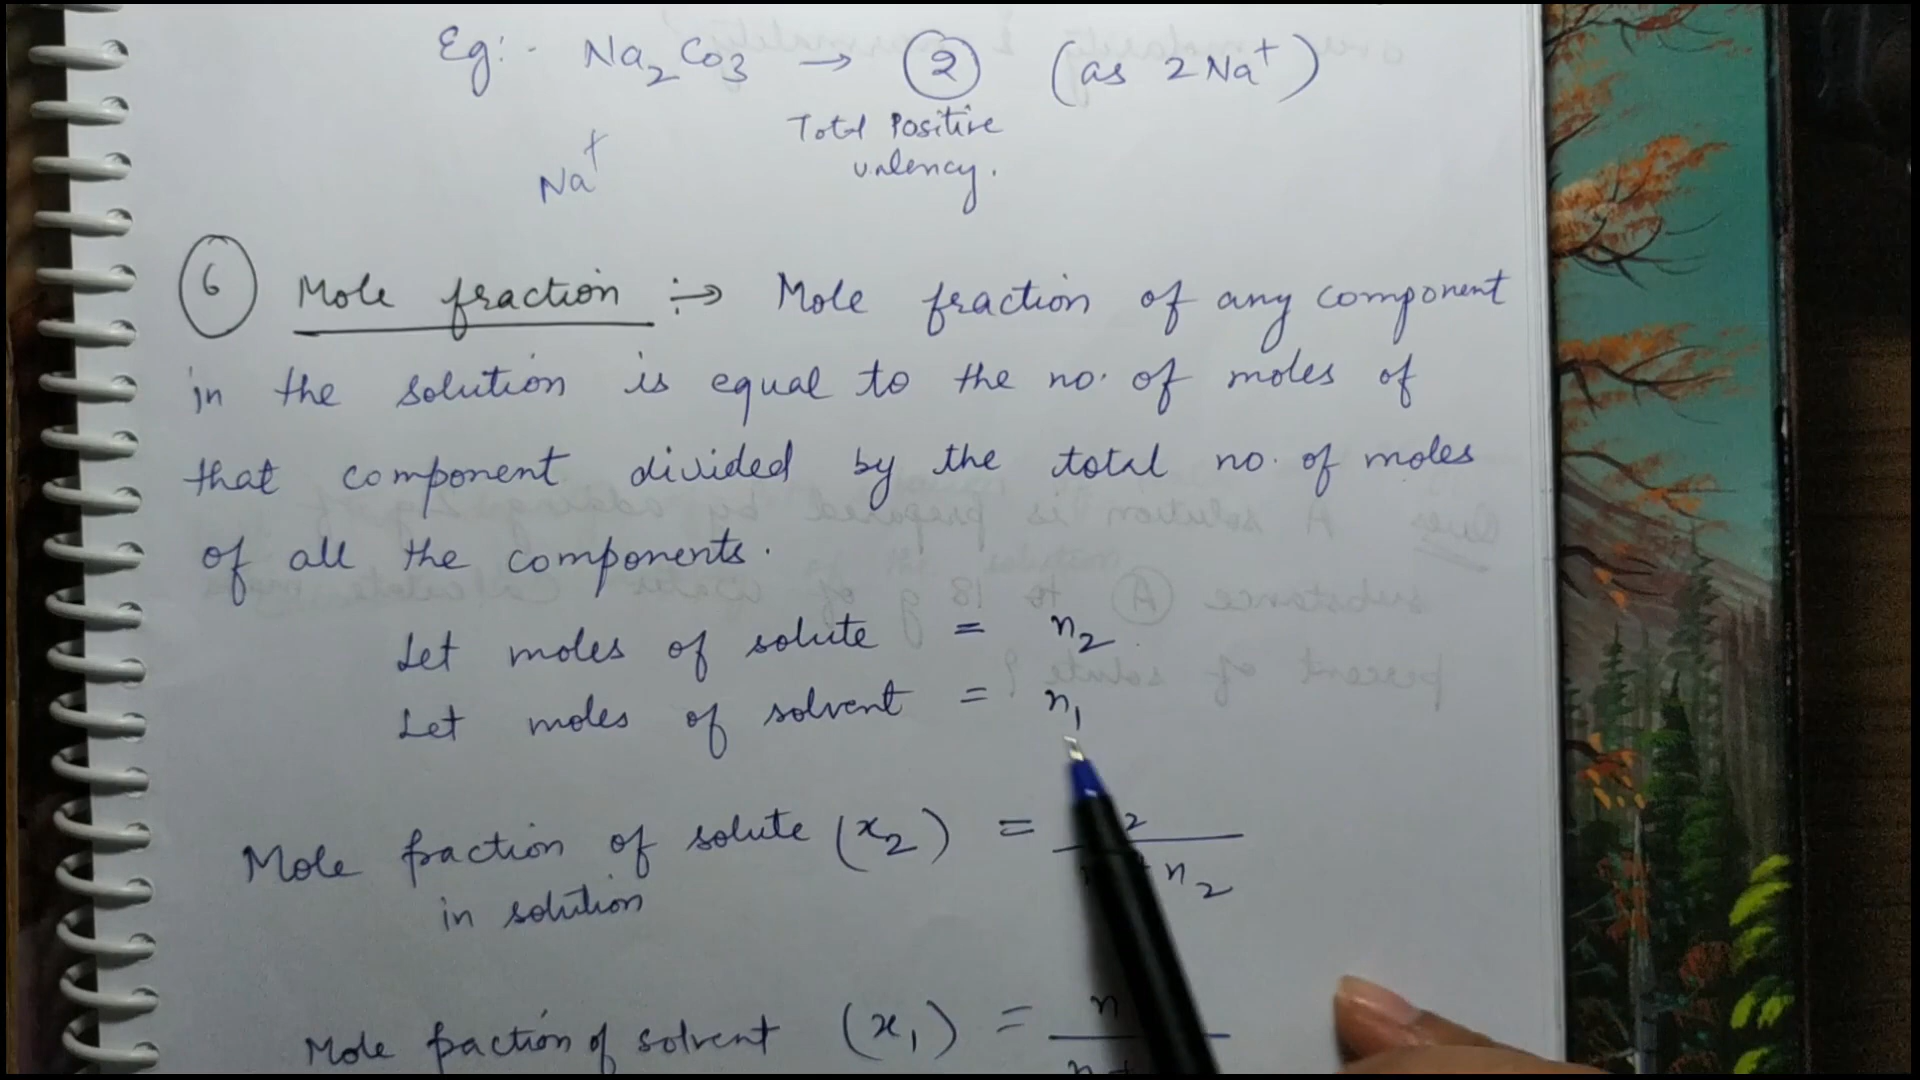 Eg:- Na2Co3 → 2 (as 2Na+)
Total Positive
valency.
Na+
6 Mole fraction :→ Mole fraction of any component
in the solution is equal to the no. of moles of
that component divided by the total no. of moles
of all the components.
Let moles of solute = n2
Let moles of solvent = n1
Mole fraction of solute (x2) =
n2
in solution
Mole fraction of solvent (x1) = n